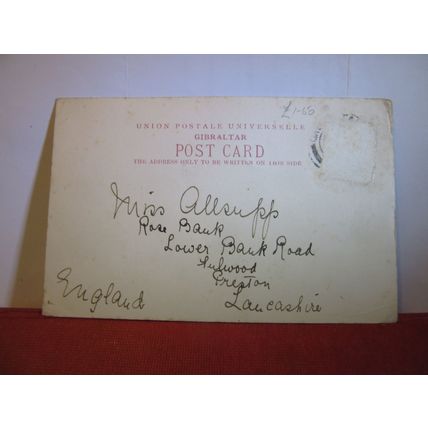 £1-60
UNION POSTALE UNIVERSELLE
GIBRALTAR
POST CARD
THE ADDRESS ONLY TO BE WRITTEN ON THIS SIDE
Miss Allsupp
Rose Bank
Lower Bank Road
Fulwood
Preston
Lancashire
England